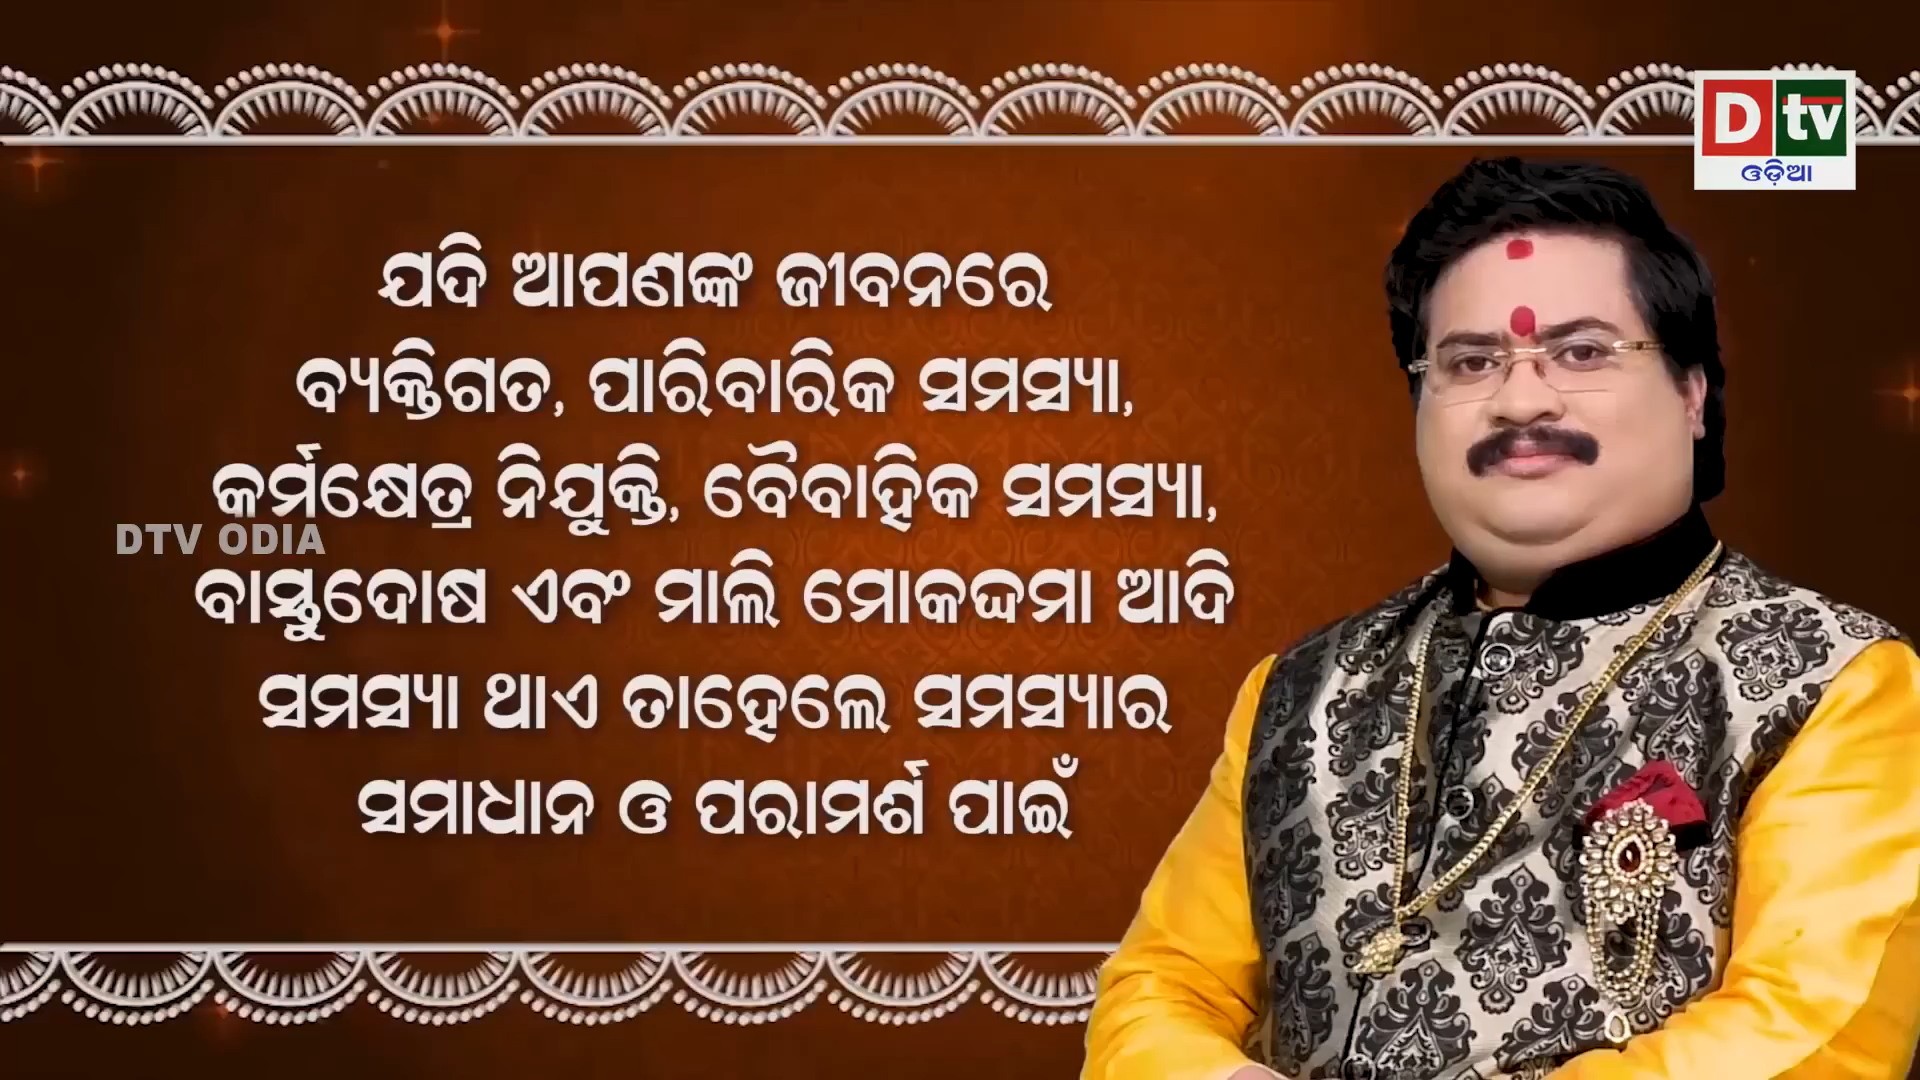 Dtv
ଓଡ଼ିଆ
ଯଦି ଆପଣଙ୍କ ଜୀବନରେ
ବ୍ୟକ୍ତିଗତ, ପାରିବାରିକ ସମସ୍ୟା,
କର୍ମକ୍ଷେତ୍ର ନିଯୁକ୍ତି, ବୈବାହିକ ସମସ୍ୟା,
DTV ODIA
ବାସ୍ତୁଦୋଷ ଏବଂ ମାଲି ମୋକଦ୍ଦମା ଆଦି
ସମସ୍ୟା ଥାଏ ତାହେଲେ ସମସ୍ୟାର
ସମାଧାନ ଓ ପରାମର୍ଶ ପାଇଁ